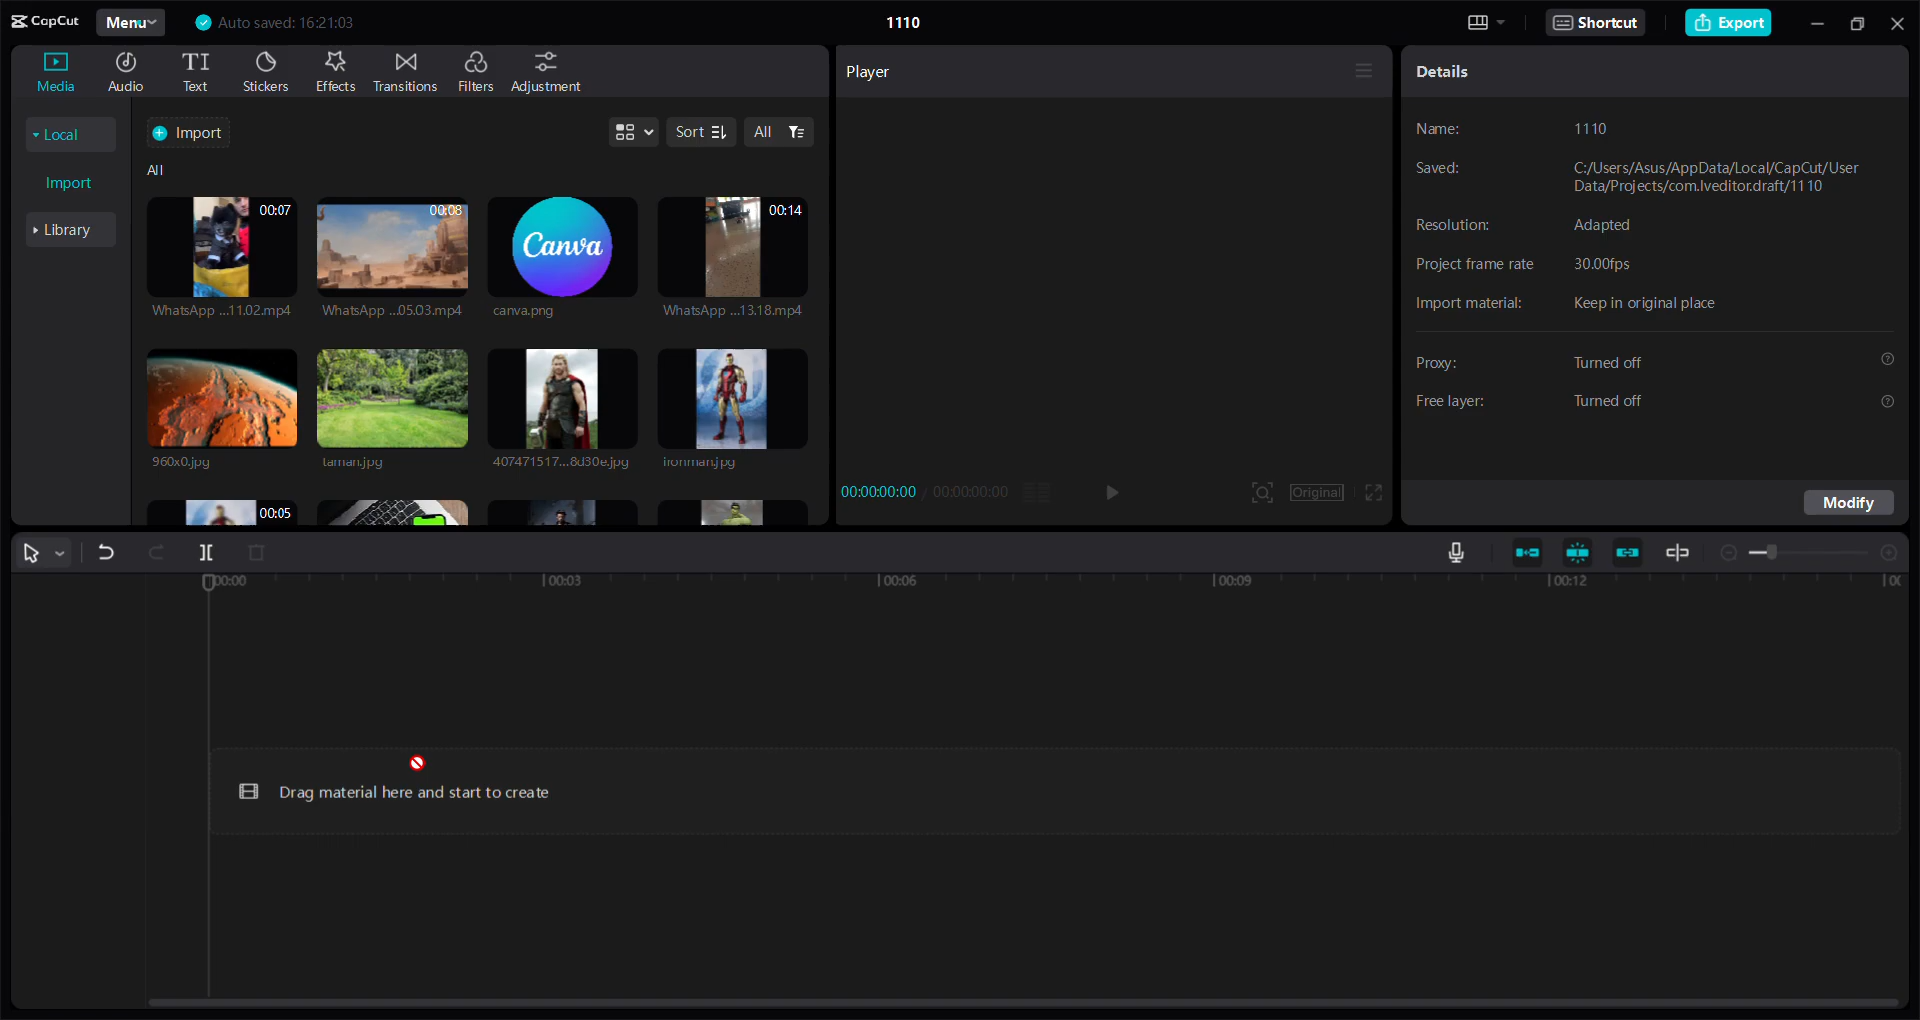 CapCut
Menu
Auto saved: 16:21:03
1110
Shortcut
Export
Media
Audio
Text
Stickers
Effects
Transitions
Filters
Adjustment
Local
Import
Library
Import
Sort
All
All
00:07
WhatsApp ...11.02.mp4
00:08
WhatsApp ...05.03.mp4
Canva
canva.png
00:14
WhatsApp ...13.18.mp4
960x0.jpg
taman.jpg
407471517...8d30e.jpg
ironman.jpg
00:05
Player
00:00:00:00 / 00:00:00:00
Original
Details
Name: 1110
Saved: C:/Users/Asus/AppData/Local/CapCut/User
Data/Projects/com.lveditor.draft/1110
Resolution: Adapted
Project frame rate 30.00fps
Import material: Keep in original place
Proxy: Turned off
Free layer: Turned off
Modify
00:00
00:03
00:06
00:09
00:12
Drag material here and start to create